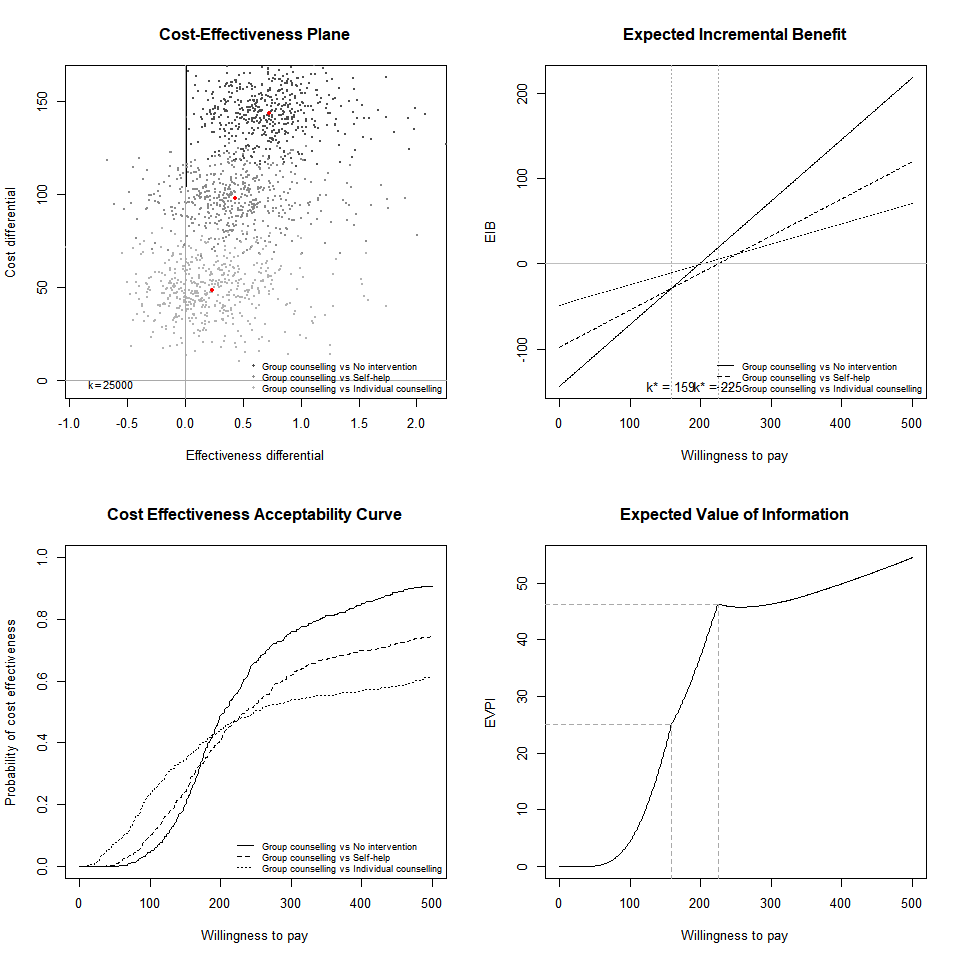 Cost-Effectiveness Plane
Cost differential
0 50 100 150
k=25000
Group counselling vs No intervention
Group counselling vs Self-help
Group counselling vs Individual counselling
-1.0 -0.5 0.0 0.5 1.0 1.5 2.0
Effectiveness differential
Expected Incremental Benefit
EIB
-100 0 100 200
k* = 159
k* = 225
Group counselling vs No intervention
Group counselling vs Self-help
Group counselling vs Individual counselling
0 100 200 300 400 500
Willingness to pay
Cost Effectiveness Acceptability Curve
Probability of cost effectiveness
0.0 0.2 0.4 0.6 0.8 1.0
Group counselling vs No intervention
Group counselling vs Self-help
Group counselling vs Individual counselling
0 100 200 300 400 500
Willingness to pay
Expected Value of Information
EVPI
0 10 20 30 40 50
0 100 200 300 400 500
Willingness to pay